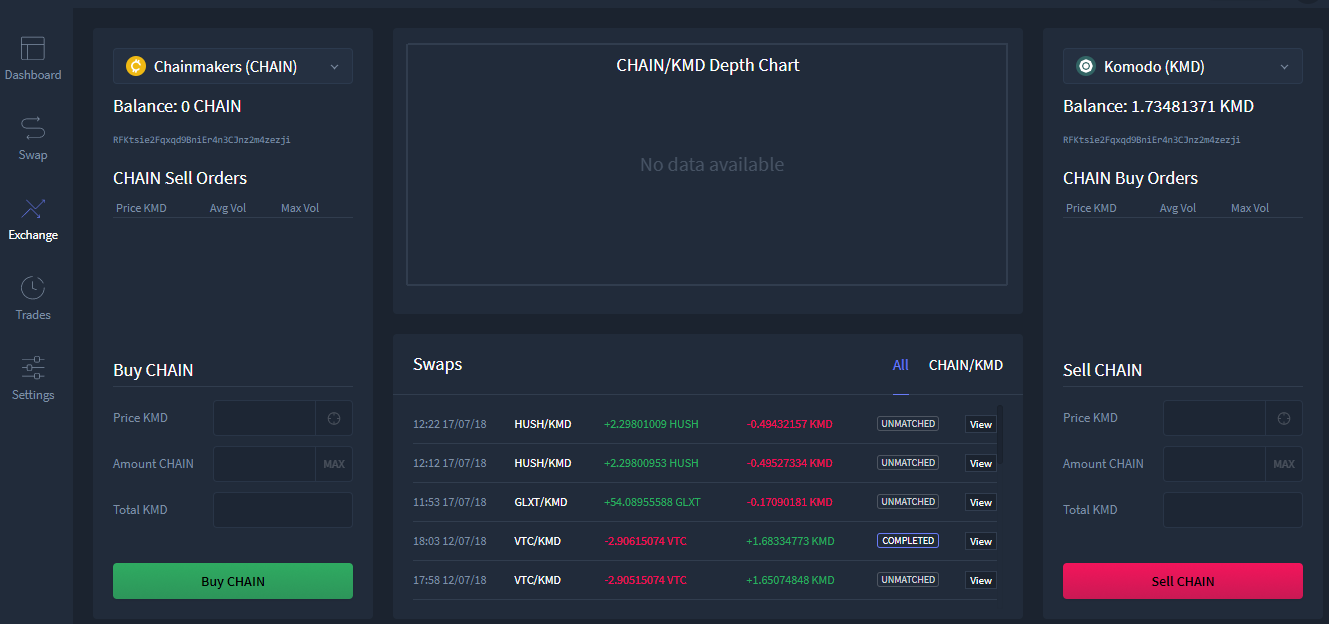 Dashboard
Swap
Exchange
Trades
Settings
Chainmakers (CHAIN)
Balance: 0 CHAIN
RFKtsie2Fqxqd9BniEr4n3CJnz2m4zezji
CHAIN Sell Orders
Price KMD Avg Vol Max Vol
Buy CHAIN
Price KMD
Amount CHAIN MAX
Total KMD
Buy CHAIN
CHAIN/KMD Depth Chart
No data available
Swaps All CHAIN/KMD
12:22 17/07/18 HUSH/KMD +2.29801009 HUSH -0.49432157 KMD UNMATCHED View
12:12 17/07/18 HUSH/KMD +2.29800953 HUSH -0.49527334 KMD UNMATCHED View
11:53 17/07/18 GLXT/KMD +54.08955588 GLXT -0.17090181 KMD UNMATCHED View
18:03 12/07/18 VTC/KMD -2.90615074 VTC +1.68334773 KMD COMPLETED View
17:58 12/07/18 VTC/KMD -2.90515074 VTC +1.65074848 KMD UNMATCHED View
Komodo (KMD)
Balance: 1.73481371 KMD
RFKtsie2Fqxqd9BniEr4n3CJnz2m4zezji
CHAIN Buy Orders
Price KMD Avg Vol Max Vol
Sell CHAIN
Price KMD
Amount CHAIN MAX
Total KMD
Sell CHAIN